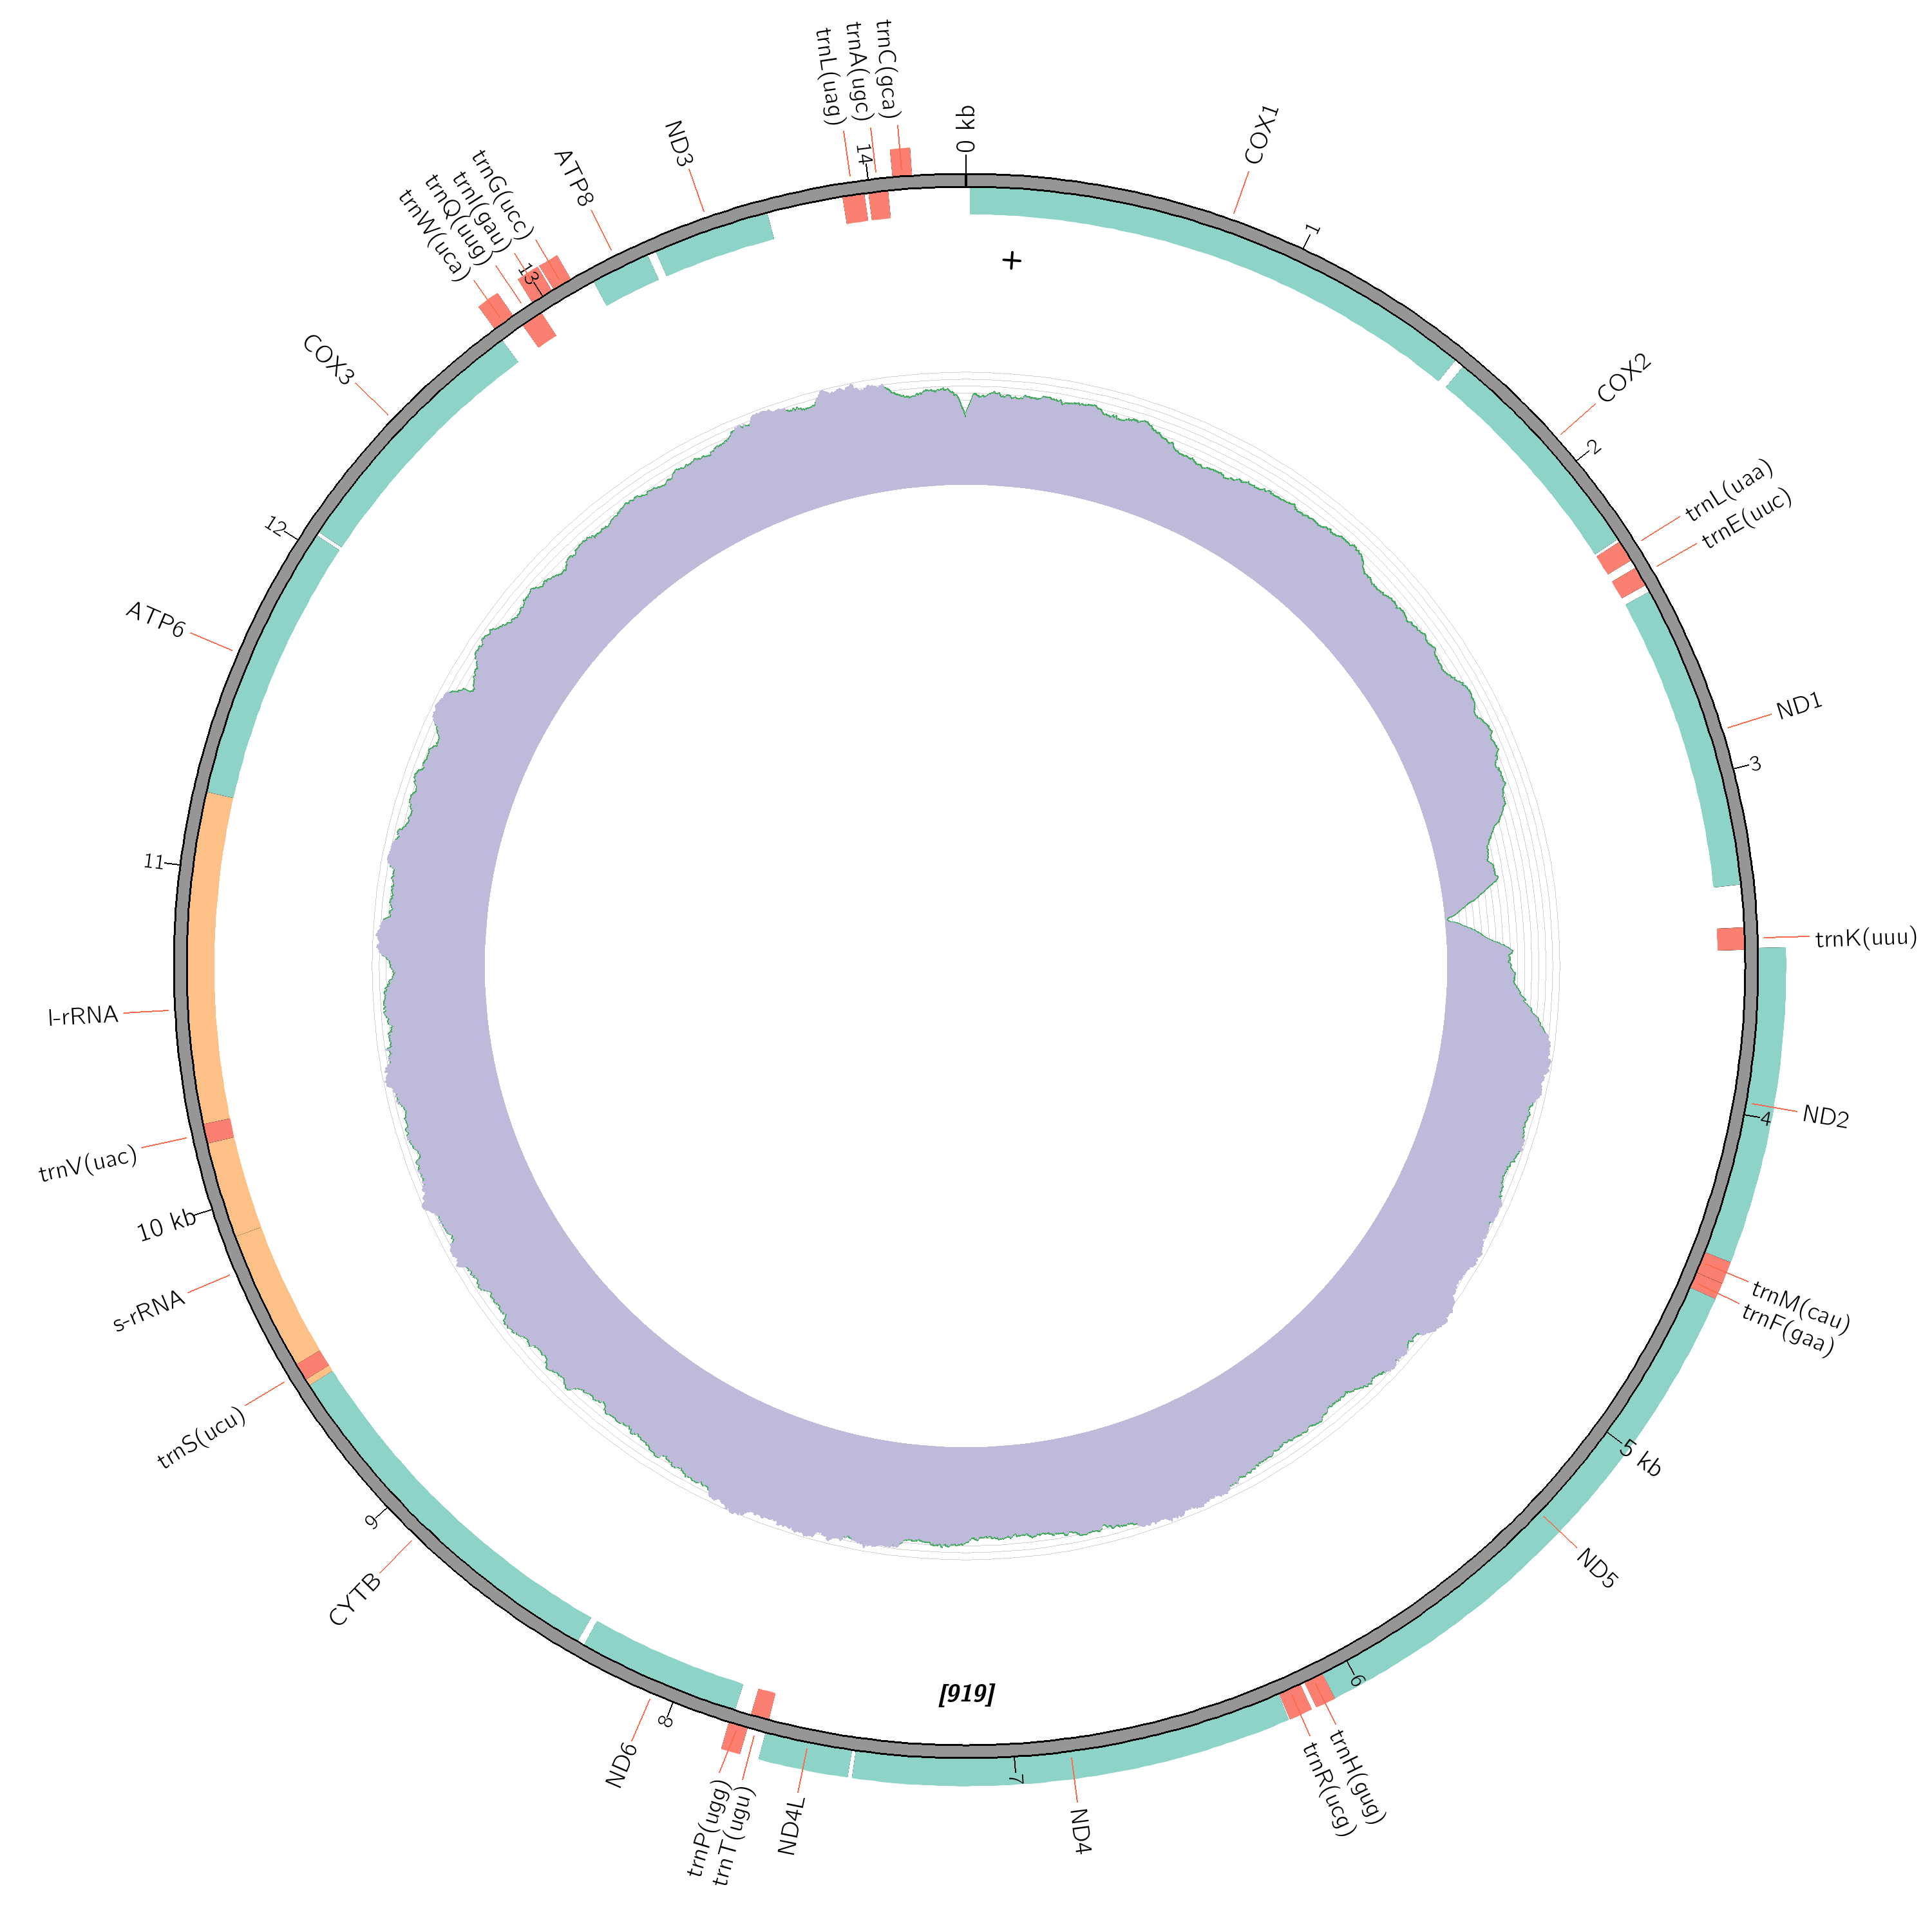 0 kb
COX1
1
COX2
2
trnL(uaa)
trnE(uuc)
ND1
3
trnK(uuu)
ND2
4
trnM(cau)
trnF(gaa)
5 kb
ND5
6
trnH(gug)
trnR(ucg)
ND4
7
ND4L
trnT(ugu)
trnP(ugg)
8
ND6
CYTB
9
trnS(ucu)
s-rRNA
10 kb
trnV(uac)
l-rRNA
11
ATP6
12
COX3
trnW(uca)
trnQ(uug)
trnI(gau)
13
trnG(ucc)
ATP8
ND3
trnL(uag)
14
trnA(ugc)
trnC(gca)
+
[919]